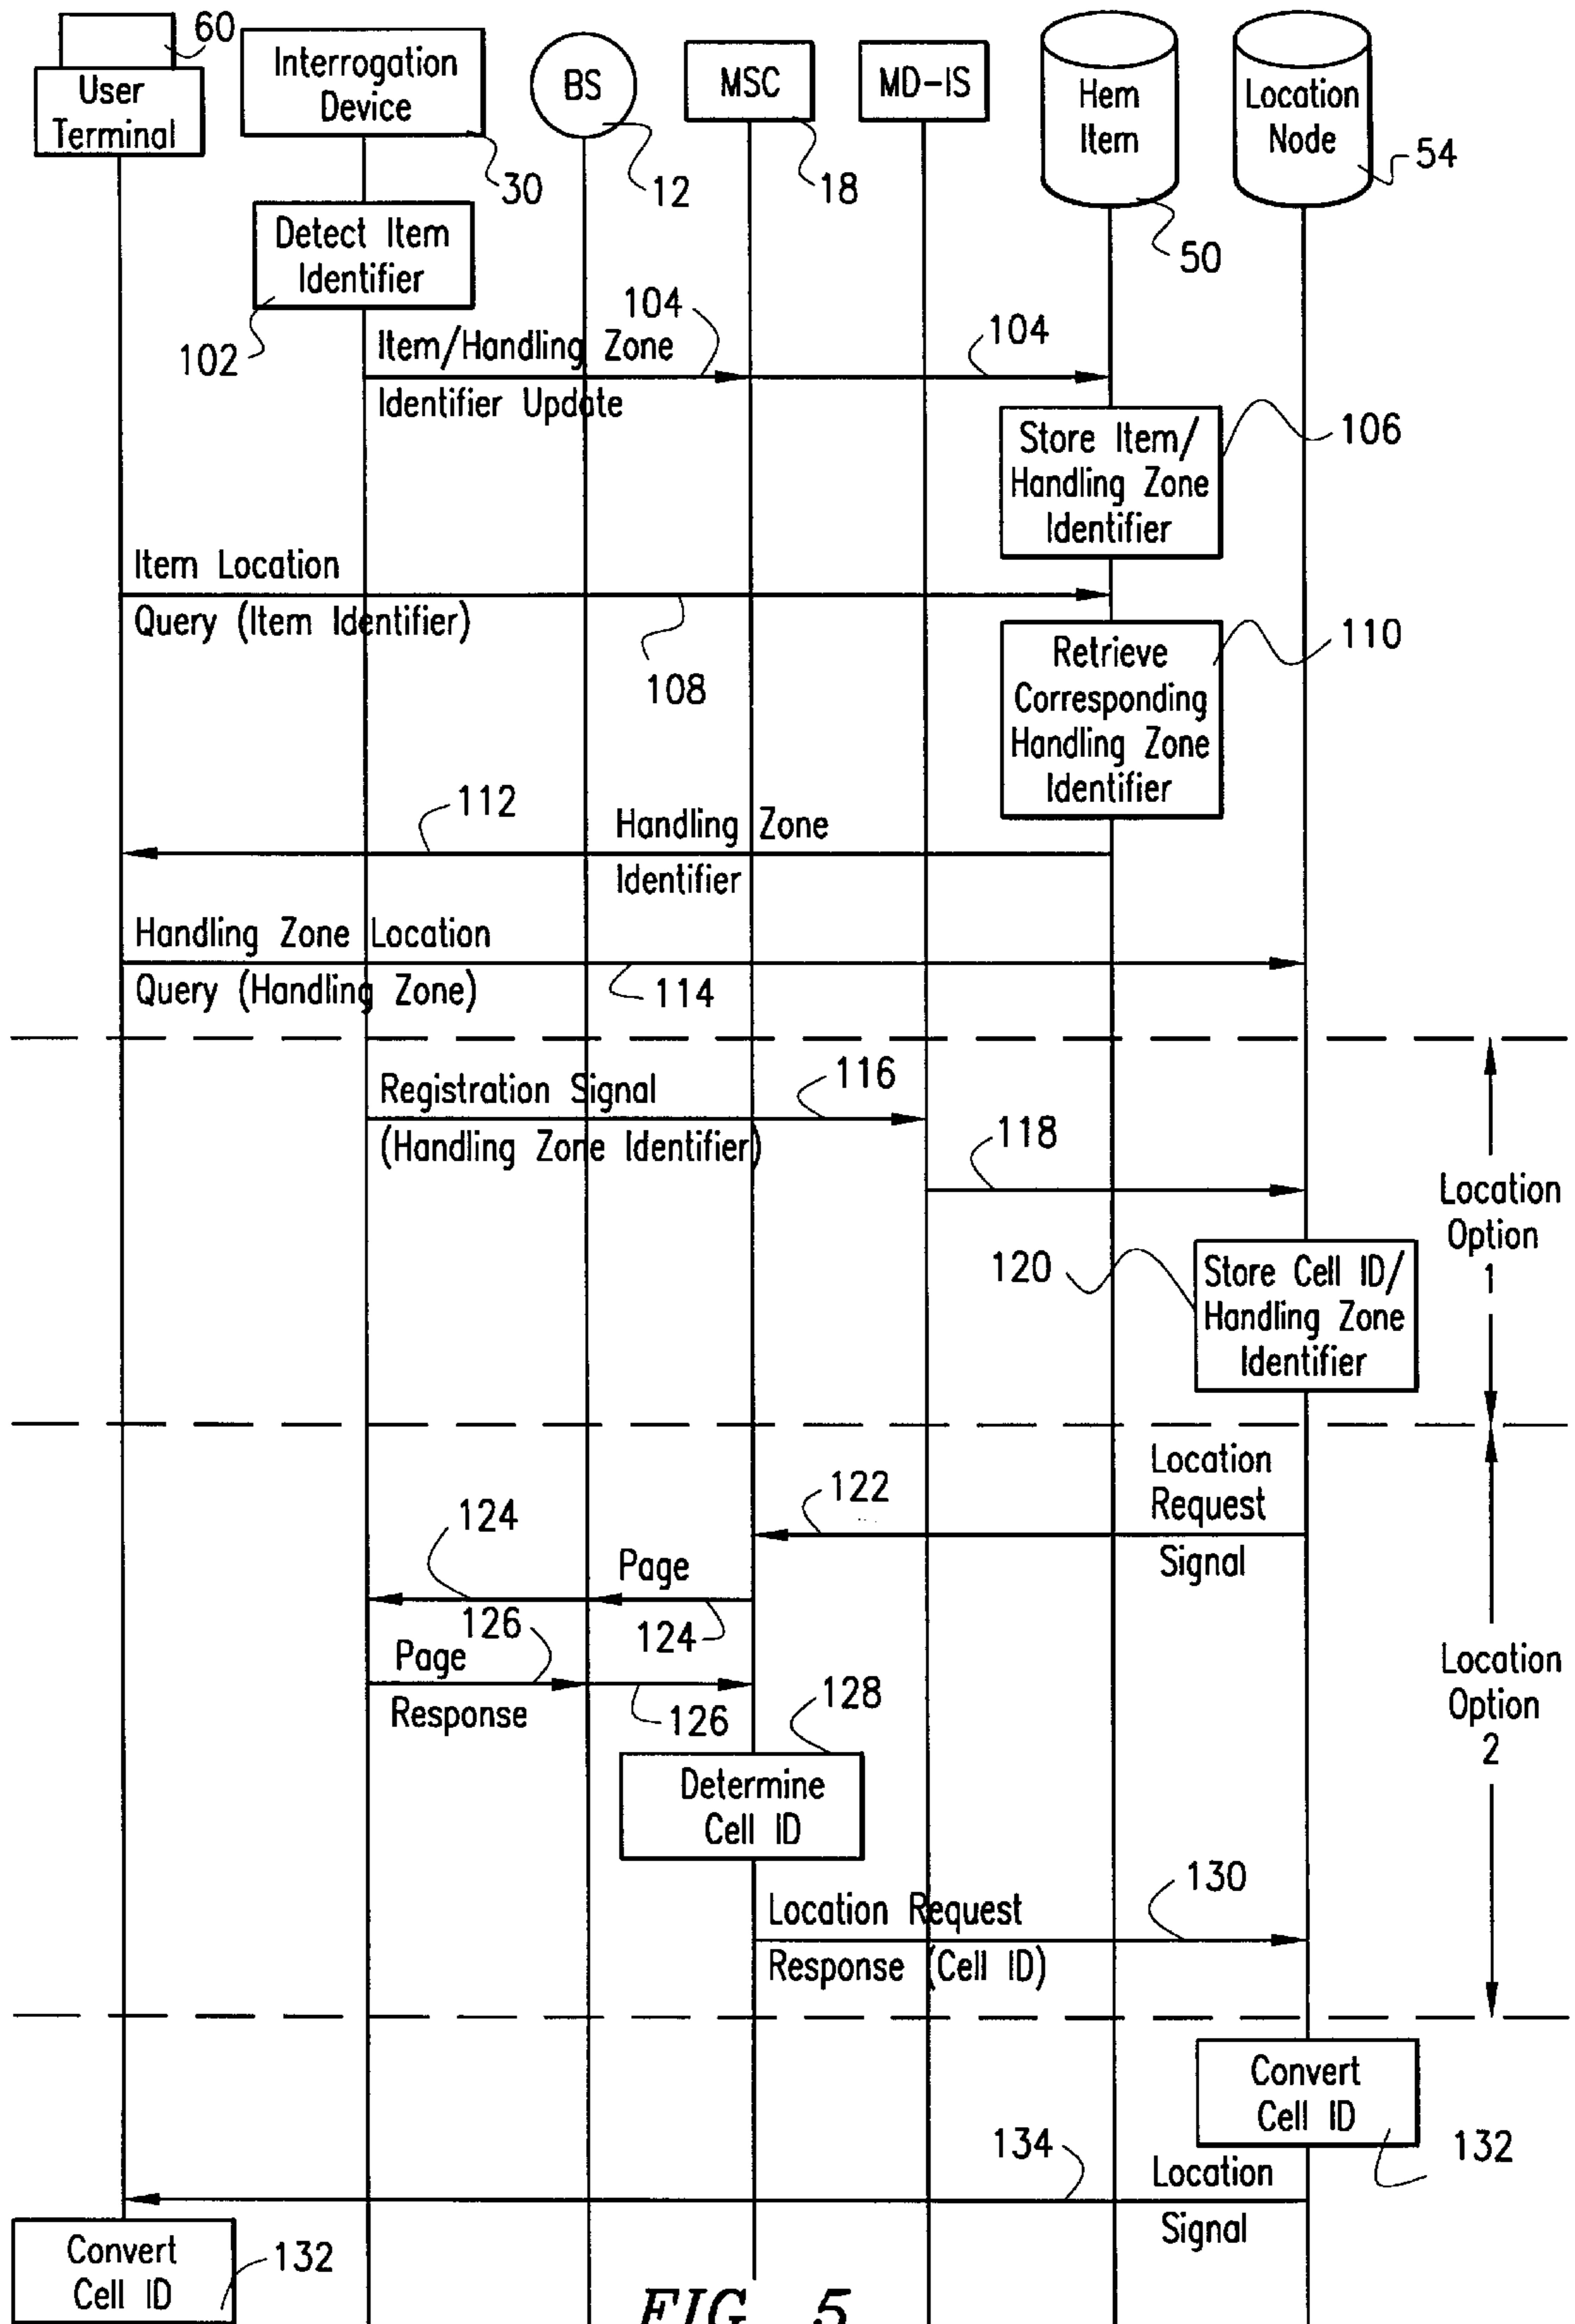 60
User
Terminal
Interrogation
Device
30
BS
12
MSC
18
MD-IS
Hem
Item
50
Location
Node
54
Detect Item
Identifier
102
Item/Handling Zone
Identifier Update
104
104
Store Item/
Handling Zone
Identifier
106
Item Location
Query (Item Identifier)
108
Retrieve
Corresponding
Handling Zone
Identifier
110
112
Handling Zone
Identifier
Handling Zone Location
Query (Handling Zone)
114
Registration Signal
(Handling Zone Identifier)
116
118
Location
Option
1
120
Store Cell ID/
Handling Zone
Identifier
Location
Request
Signal
122
124
Page
124
126
Page
Response
126
128
Determine
Cell ID
Location
Option
2
130
Location Request
Response (Cell ID)
Convert
Cell ID
132
134
Location
Signal
Convert
Cell ID
132
FIG. 5